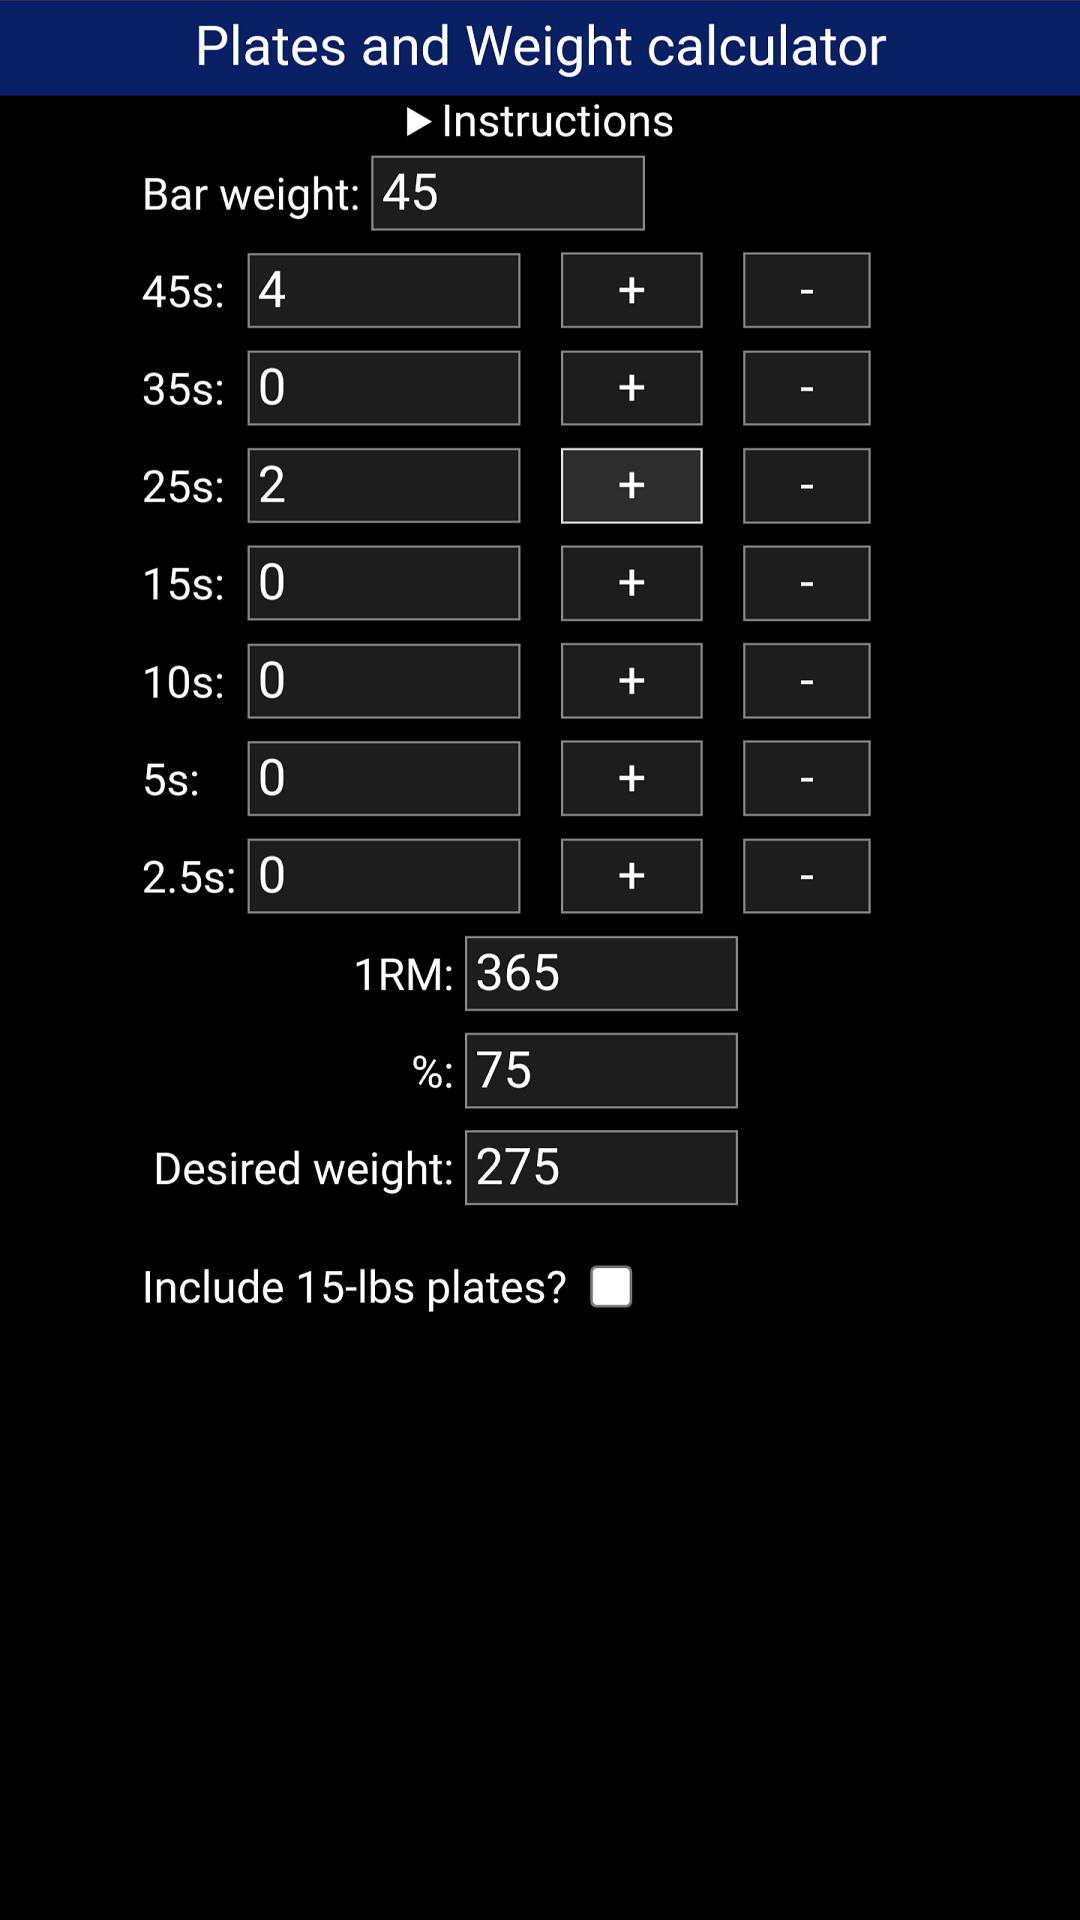 Plates and Weight calculator
▶ Instructions
Bar weight: 45
45s: 4 + -
35s: 0 + -
25s: 2 + -
15s: 0 + -
10s: 0 + -
5s: 0 + -
2.5s: 0 + -
1RM: 365
%: 75
Desired weight: 275
Include 15-lbs plates?